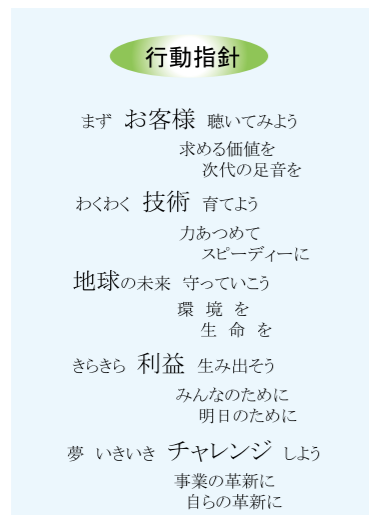 行動指針
まず お客様 聴いてみよう
求める価値を
次代の足音を
わくわく 技術 育てよう
力あつめて
スピーディーに
地球の未来 守っていこう
環 境 を
生 命 を
きらきら 利益 生み出そう
みんなのために
明日のために
夢 いきいき チャレンジ しよう
事業の革新に
自らの革新に